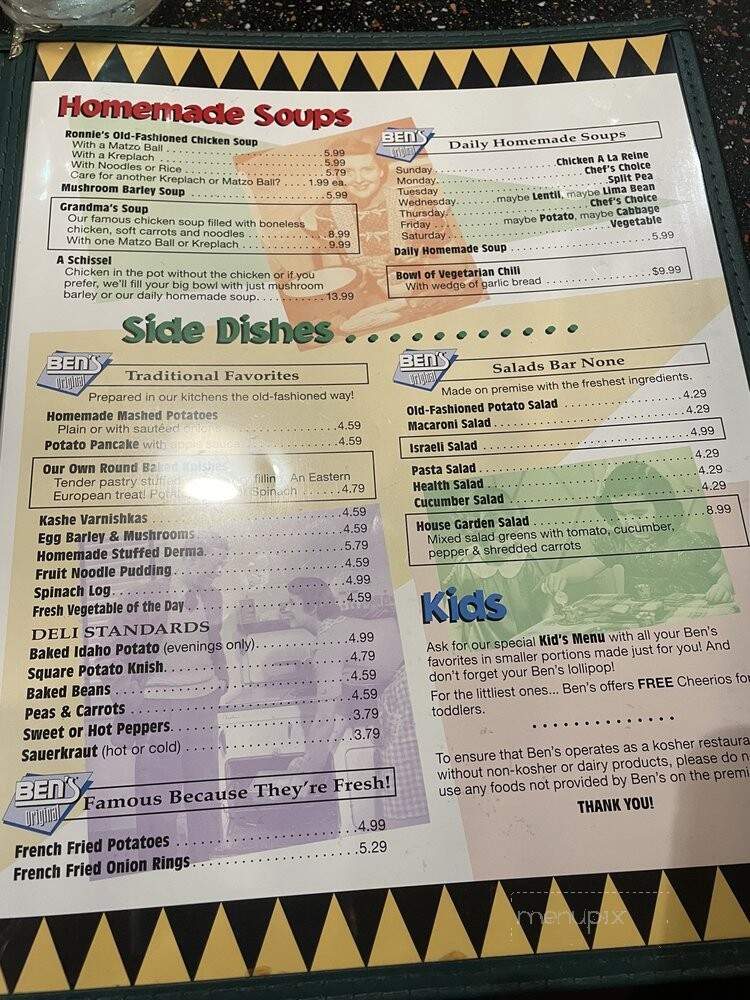 Homemade Soups
Ronnie's Old-Fashioned Chicken Soup
With a Matzo Ball . . . . . 5.99
With a Kreplach . . . . . 5.99
With Noodles or Rice . . . . . 5.79
Care for another Kreplach or Matzo Ball? . . . . . 1.99 ea.
Mushroom Barley Soup . . . . . 5.99
Grandma's Soup
Our famous chicken soup filled with boneless
chicken, soft carrots and noodles . . . . . 8.99
With one Matzo Ball or Kreplach . . . . . 9.99
A Schissel
Chicken in the pot without the chicken or if you
prefer, we'll fill your big bowl with just mushroom
barley or our daily homemade soup. . . . . . 13.99
BEN'S
Original
Daily Homemade Soups
Sunday . . . . . Chicken A La Reine
Monday . . . . . Chef's Choice
Tuesday . . . . . Split Pea
Wednesday . . . . . maybe Lentil, maybe Lima Bean
Thursday . . . . . Chef's Choice
Friday . . . . . maybe Potato, maybe Cabbage
Saturday . . . . . Vegetable
Daily Homemade Soup . . . . . 5.99
Bowl of Vegetarian Chili
With wedge of garlic bread . . . . . $9.99
Side Dishes . . . . . . . . . . . .
BEN'S
Original
Traditional Favorites
Prepared in our kitchens the old-fashioned way!
Homemade Mashed Potatoes
Plain or with sautéed onions . . . . . 4.59
Potato Pancake with apple sauce . . . . . 4.59
Our Own Round Baked Knishes
Tender pastry stuffed filling. An Eastern
European treat! Potato Spinach . . . . . 4.79
Kashe Varnishkas . . . . . 4.59
Egg Barley & Mushrooms . . . . . 4.59
Homemade Stuffed Derma . . . . . 5.79
Fruit Noodle Pudding . . . . . 4.59
Spinach Log . . . . . 4.99
Fresh Vegetable of the Day . . . . . 4.59
DELI STANDARDS
Baked Idaho Potato (evenings only) . . . . . 4.99
Square Potato Knish . . . . . 4.79
Baked Beans . . . . . 4.59
Peas & Carrots . . . . . 4.59
Sweet or Hot Peppers . . . . . 3.79
Sauerkraut (hot or cold) . . . . . 3.79
BEN'S
Original
Famous Because They're Fresh!
French Fried Potatoes . . . . . 4.99
French Fried Onion Rings . . . . . 5.29
BEN'S
Original
Salads Bar None
Made on premise with the freshest ingredients.
Old-Fashioned Potato Salad . . . . . 4.29
Macaroni Salad . . . . . 4.29
Israeli Salad . . . . . 4.99
Pasta Salad . . . . . 4.29
Health Salad . . . . . 4.29
Cucumber Salad . . . . . 4.29
House Garden Salad . . . . . 8.99
Mixed salad greens with tomato, cucumber,
pepper & shredded carrots
Kids
Ask for our special Kid's Menu with all your Ben's
favorites in smaller portions made just for you! And
don't forget your Ben's lollipop!
For the littliest ones... Ben's offers FREE Cheerios for
toddlers.
. . . . . . . . . . . . . .
To ensure that Ben's operates as a kosher restaura
without non-kosher or dairy products, please do n
use any foods not provided by Ben's on the premi
THANK YOU!
menupix